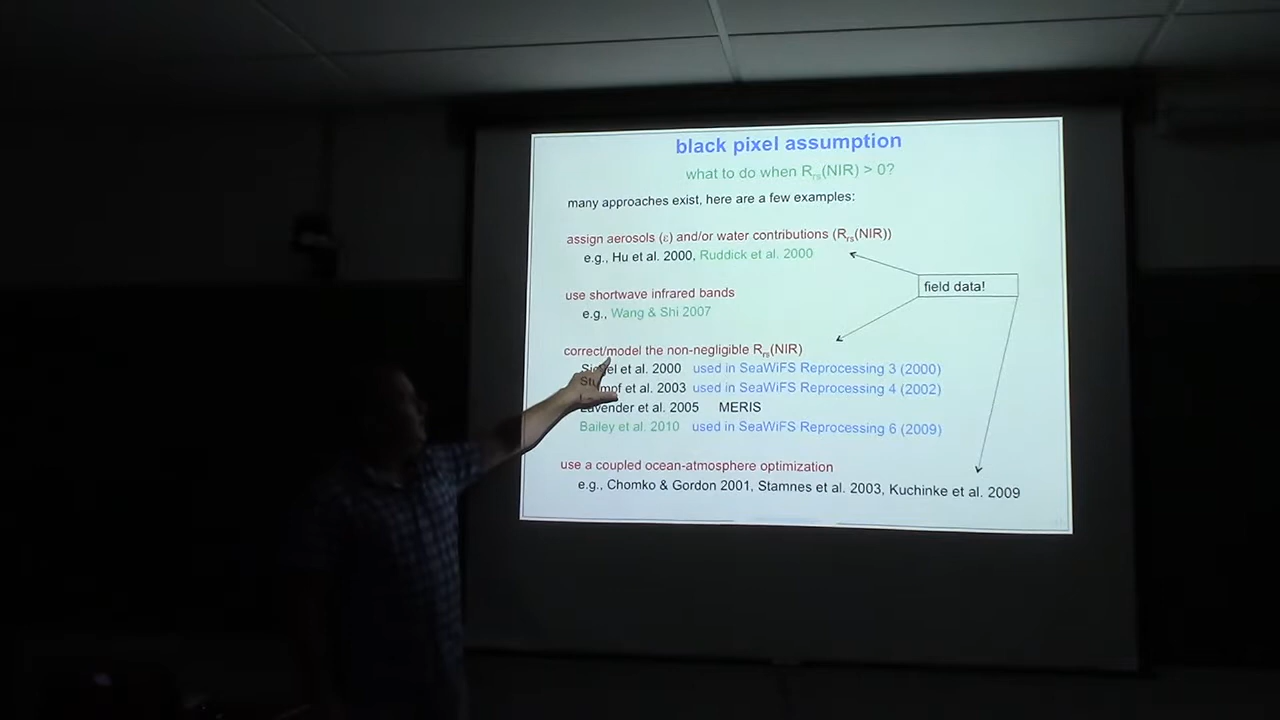 black pixel assumption
what to do when Rrs(NIR) > 0?
many approaches exist, here are a few examples:
assign aerosols (ε) and/or water contributions (Rrs(NIR))
e.g., Hu et al. 2000, Ruddick et al. 2000
field data!
use shortwave infrared bands
e.g., Wang & Shi 2007
correct/model the non-negligible Rrs(NIR)
et al. 2000 used in SeaWiFS Reprocessing 3 (2000)
et al. 2003 used in SeaWiFS Reprocessing 4 (2002)
Lavender et al. 2005 MERIS
Bailey et al. 2010 used in SeaWiFS Reprocessing 6 (2009)
use a coupled ocean-atmosphere optimization
e.g., Chomko & Gordon 2001, Stamnes et al. 2003, Kuchinke et al. 2009